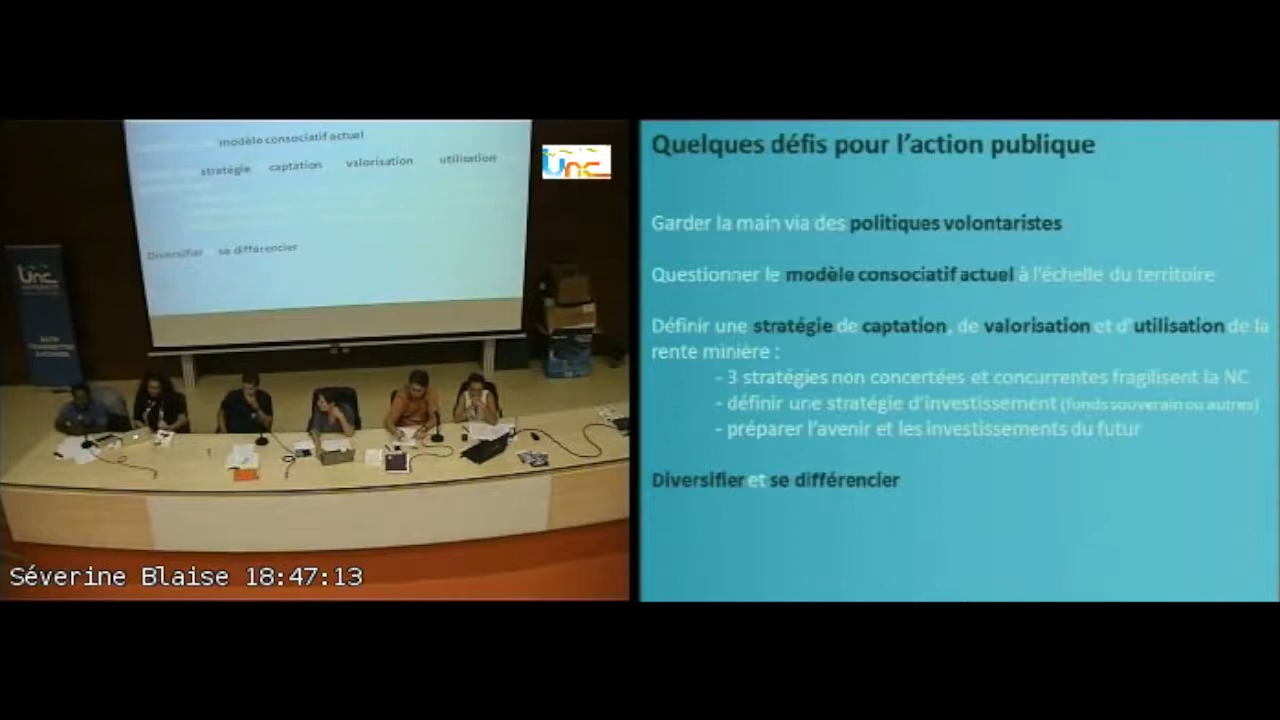 modèle consociatif actuel
stratégie captation valorisation utilisation
Diversifier se différencier
Unc
Unc
Séverine Blaise 18:47:13
Quelques défis pour l'action publique
Garder la main via des politiques volontaristes
Questionner le modèle consociatif actuel à l'échelle du territoire
Définir une stratégie de captation, de valorisation et d'utilisation de la
rente minière :
- 3 stratégies non concertées et concurrentes fragilisent la NC
- définir une stratégie d'investissement (fonds souverain ou autres)
- préparer l'avenir et les investissements du futur
Diversifier et se différencier